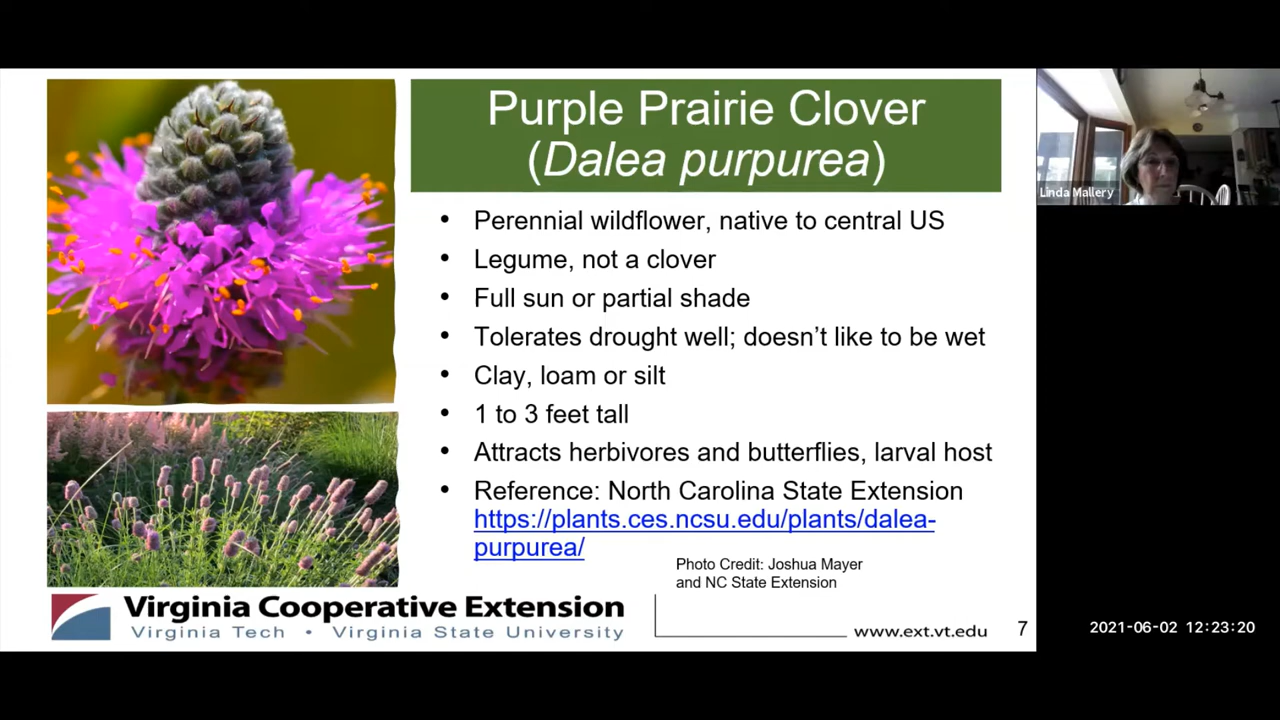 Purple Prairie Clover
(Dalea purpurea)
• Perennial wildflower, native to central US
• Legume, not a clover
• Full sun or partial shade
• Tolerates drought well; doesn’t like to be wet
• Clay, loam or silt
• 1 to 3 feet tall
• Attracts herbivores and butterflies, larval host
• Reference: North Carolina State Extension
https://plants.ces.ncsu.edu/plants/dalea-
purpurea/
Photo Credit: Joshua Mayer
and NC State Extension
Virginia Cooperative Extension
Virginia Tech • Virginia State University
www.ext.vt.edu
7
Linda Mallery
2021-06-02 12:23:20